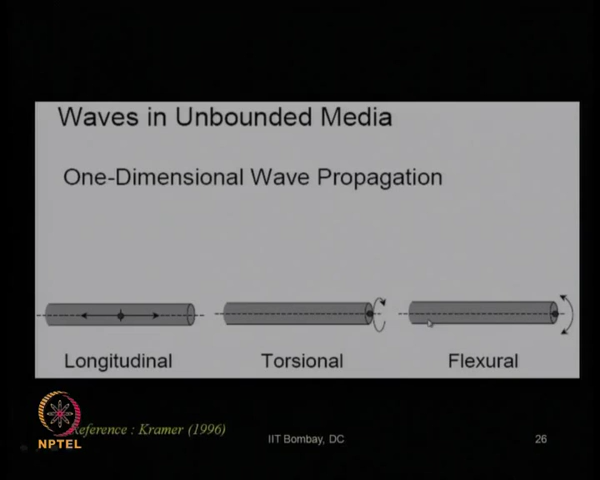 Waves in Unbounded Media
One-Dimensional Wave Propagation
Longitudinal
Torsional
Flexural
Reference : Kramer (1996)
NPTEL
IIT Bombay, DC
26